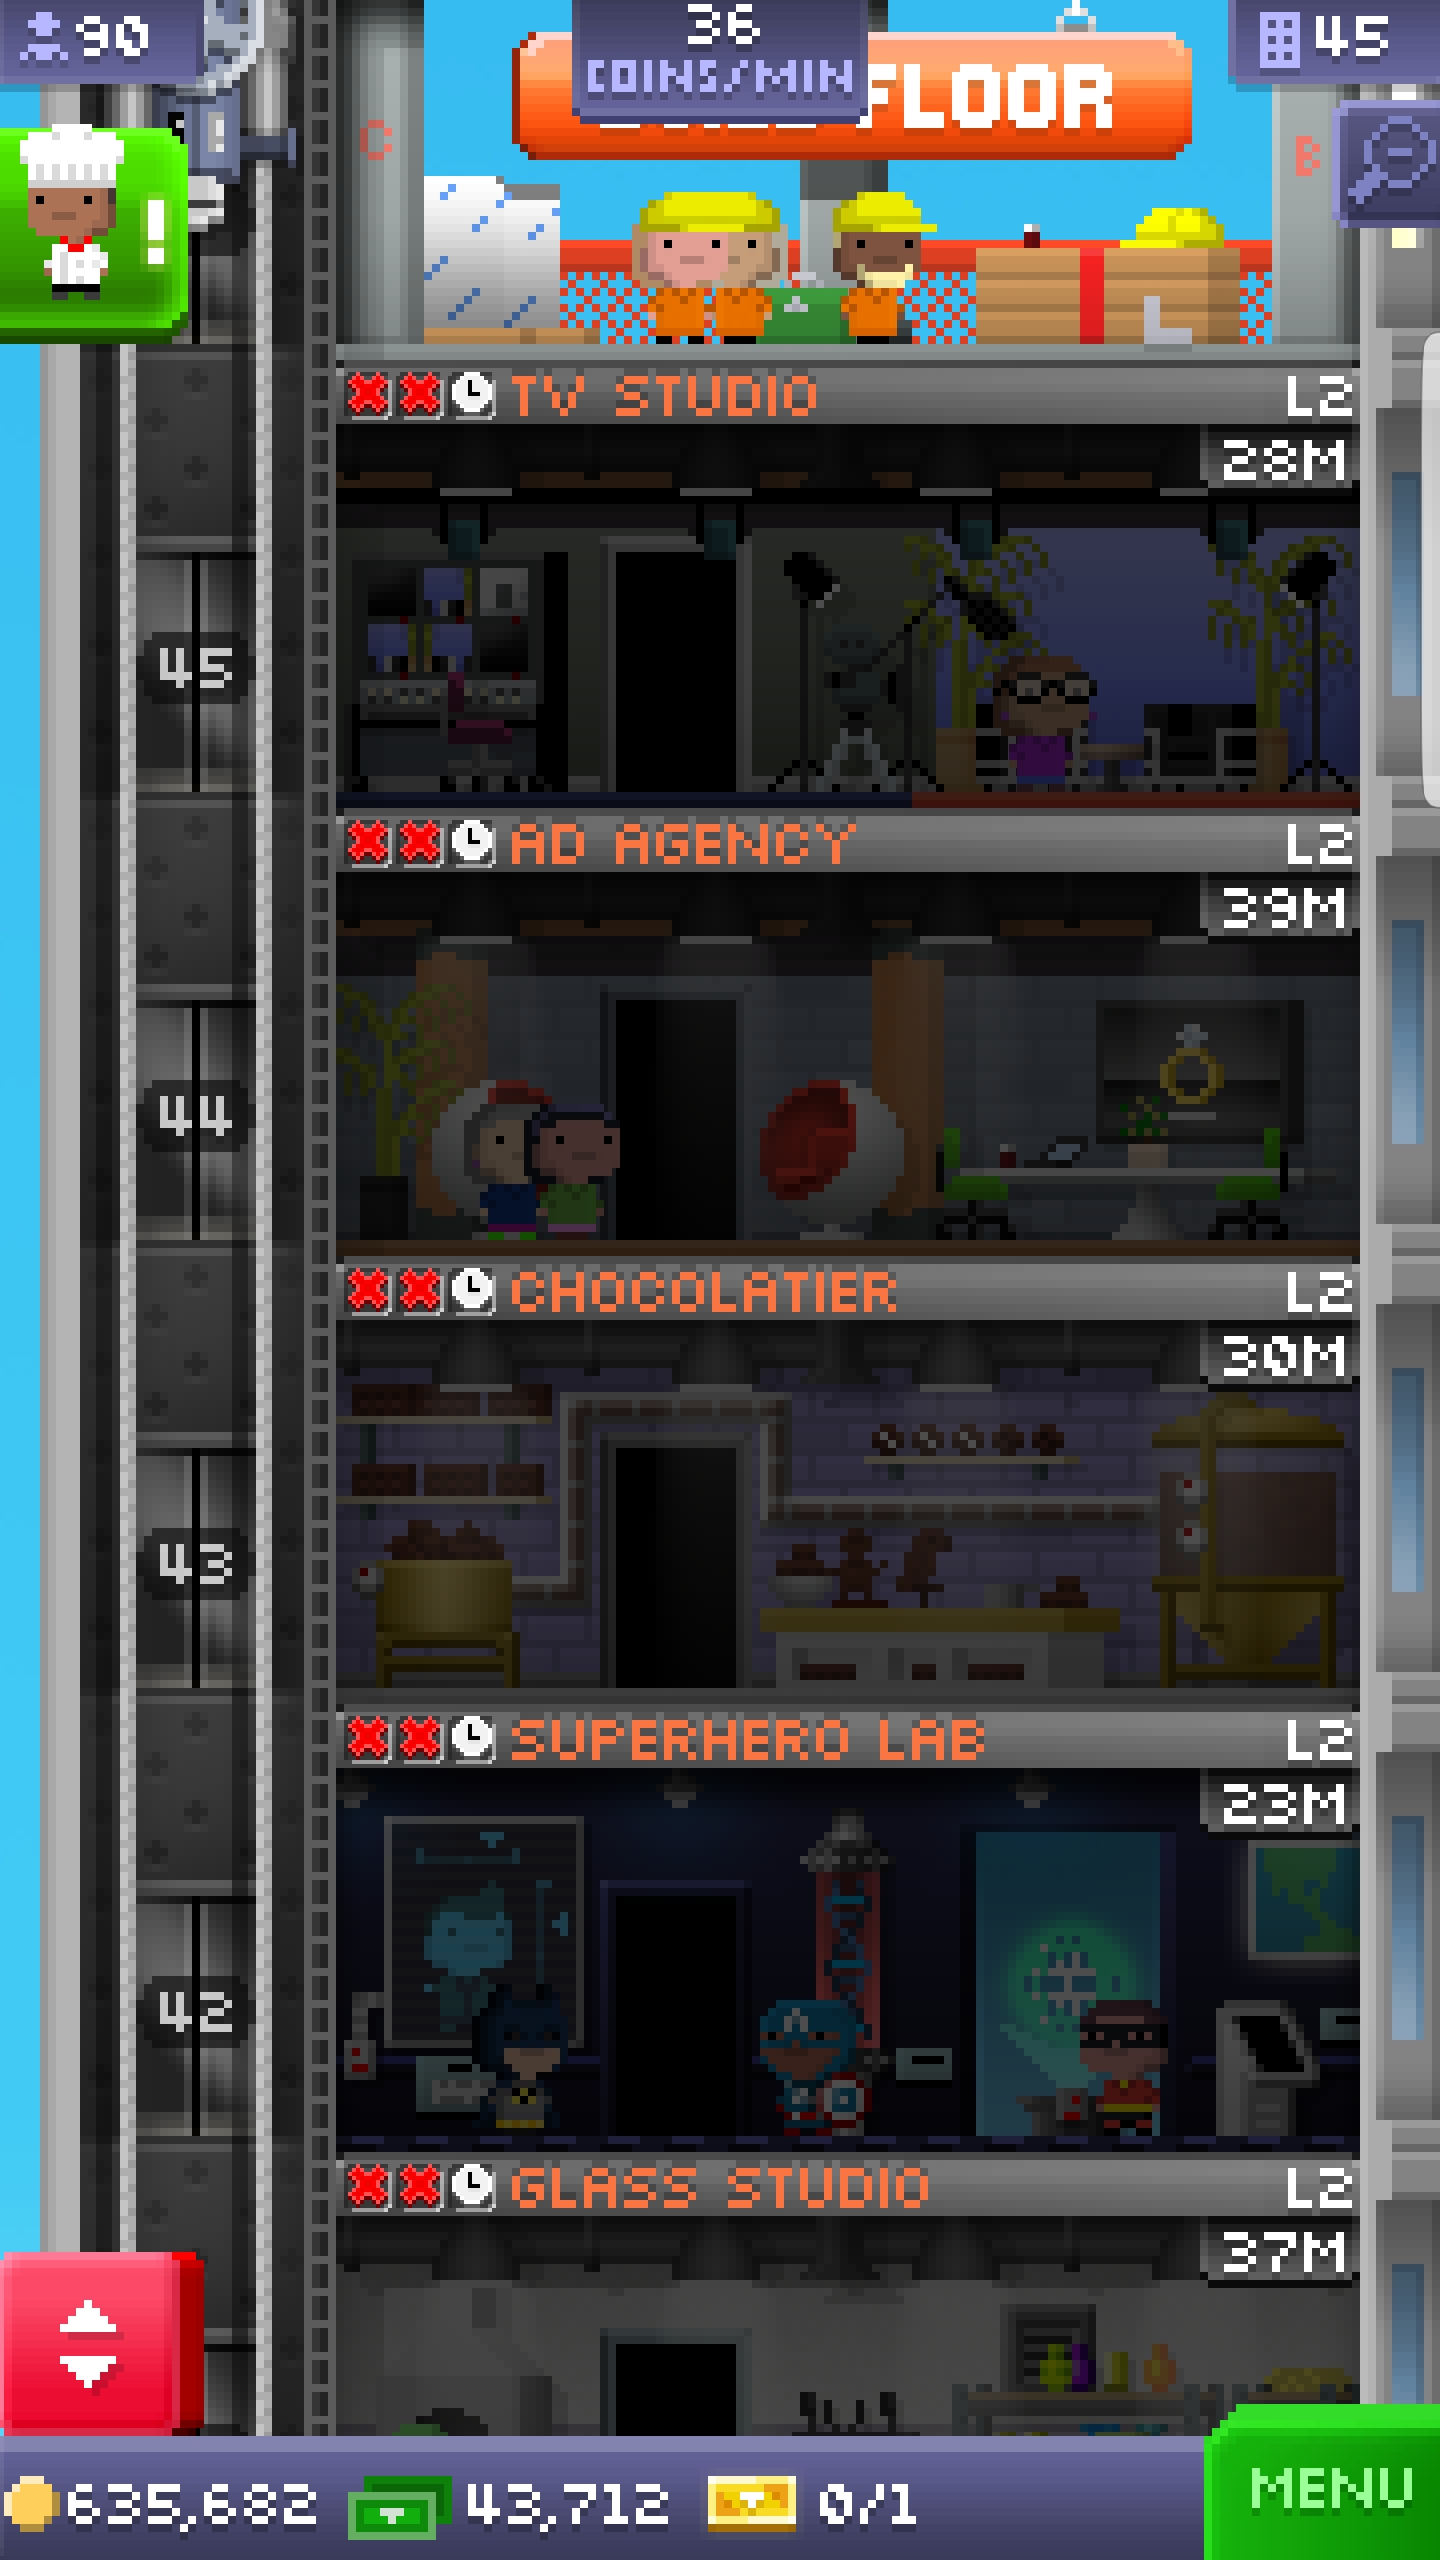 90
36
COINS/MIN
45
FLOOR
C
B
!
TV STUDIO
L2
28M
45
AD AGENCY
L2
39M
44
CHOCOLATIER
L2
30M
43
SUPERHERO LAB
L2
23M
42
GLASS STUDIO
L2
37M
635,682
43,712
0/1
MENU